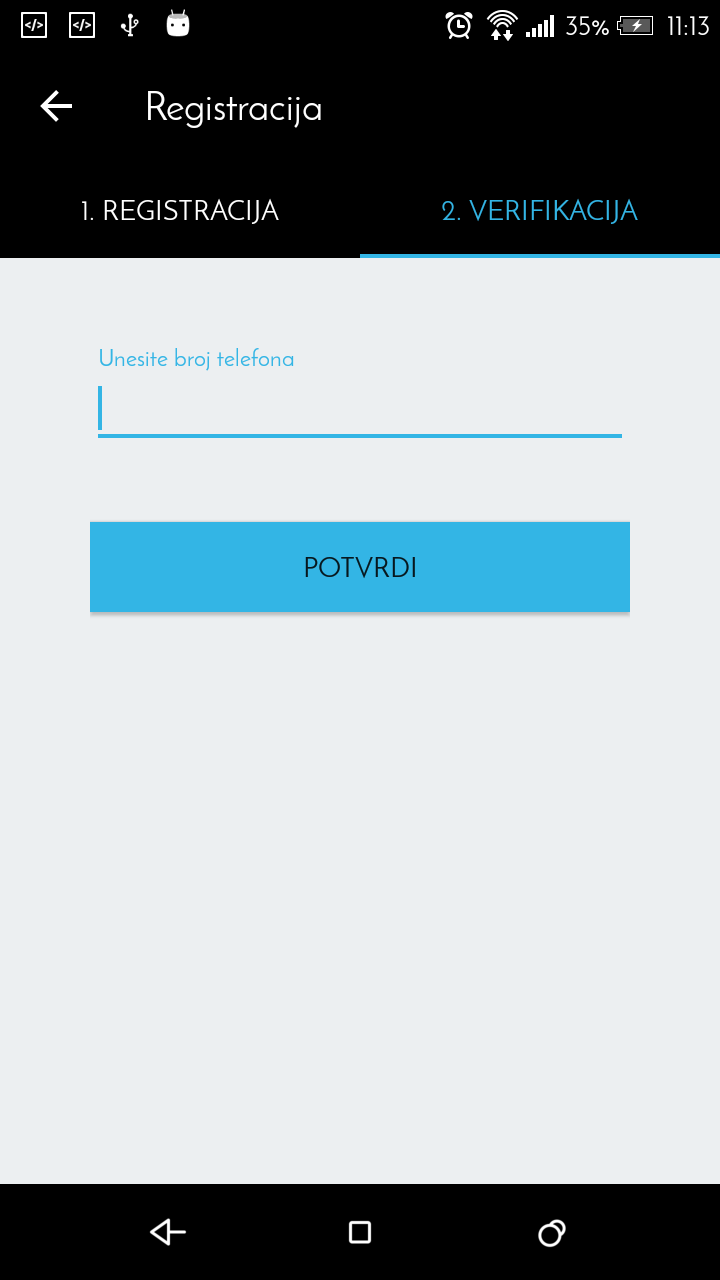 35% 11:13
Registracija
1. REGISTRACIJA 2. VERIFIKACIJA
Unesite broj telefona
POTVRDI